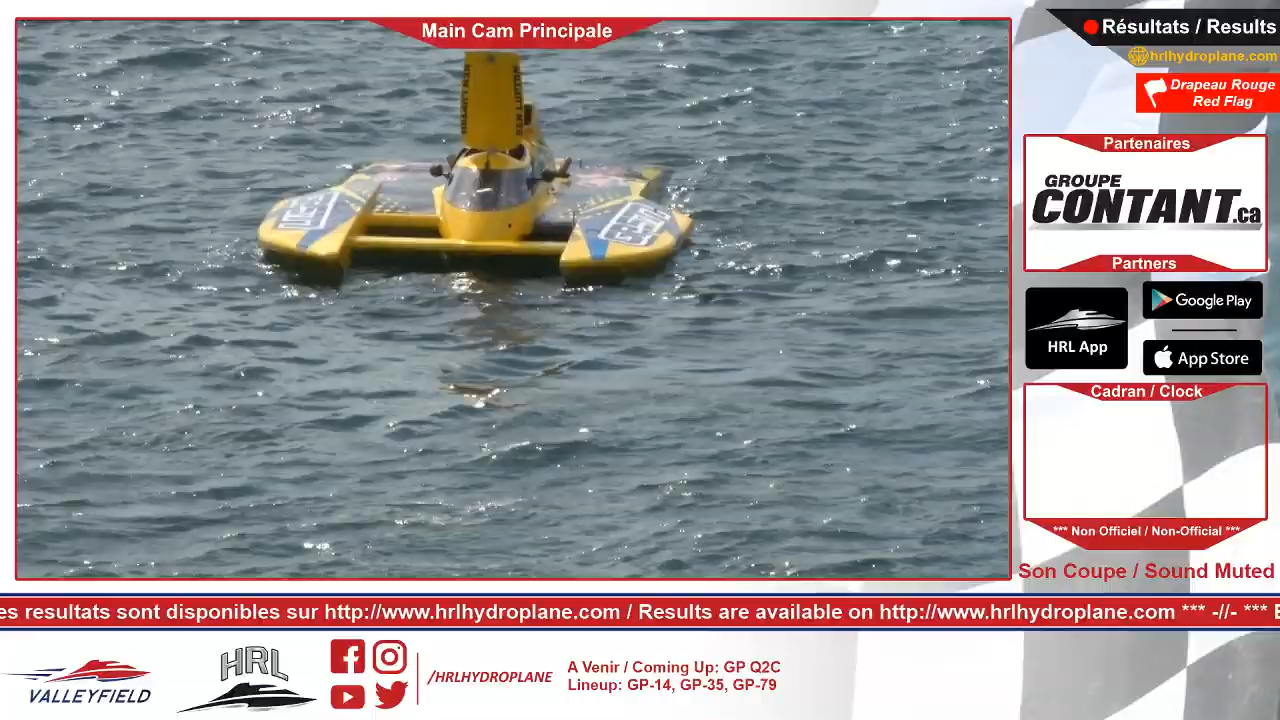 Main Cam Principale
Résultats / Results
hrlhydroplane.com
Drapeau Rouge
Red Flag
Partenaires
GROUPE
CONTANT.ca
Partners
HRL App
Google Play
App Store
Cadran / Clock
*** Non Officiel / Non-Official ***
Son Coupe / Sound Muted
es resultats sont disponibles sur http://www.hrlhydroplane.com / Results are available on http://www.hrlhydroplane.com *** -//- *** E
VALLEYFIELD
HRL
/HRLHYDROPLANE
A Venir / Coming Up: GP Q2C
Lineup: GP-14, GP-35, GP-79